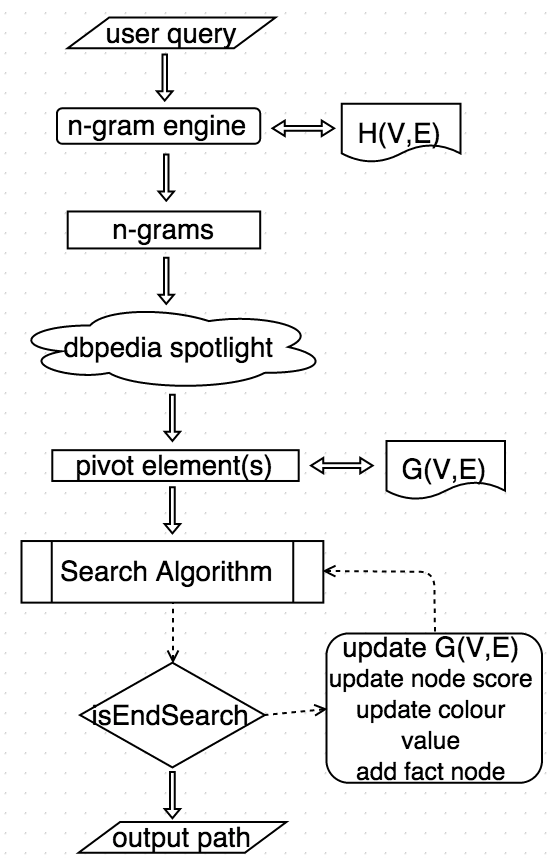 user query
n-gram engine
H(V,E)
n-grams
dbpedia spotlight
pivot element(s)
G(V,E)
Search Algorithm
update G(V,E)
update node score
update colour
value
add fact node
isEndSearch
output path